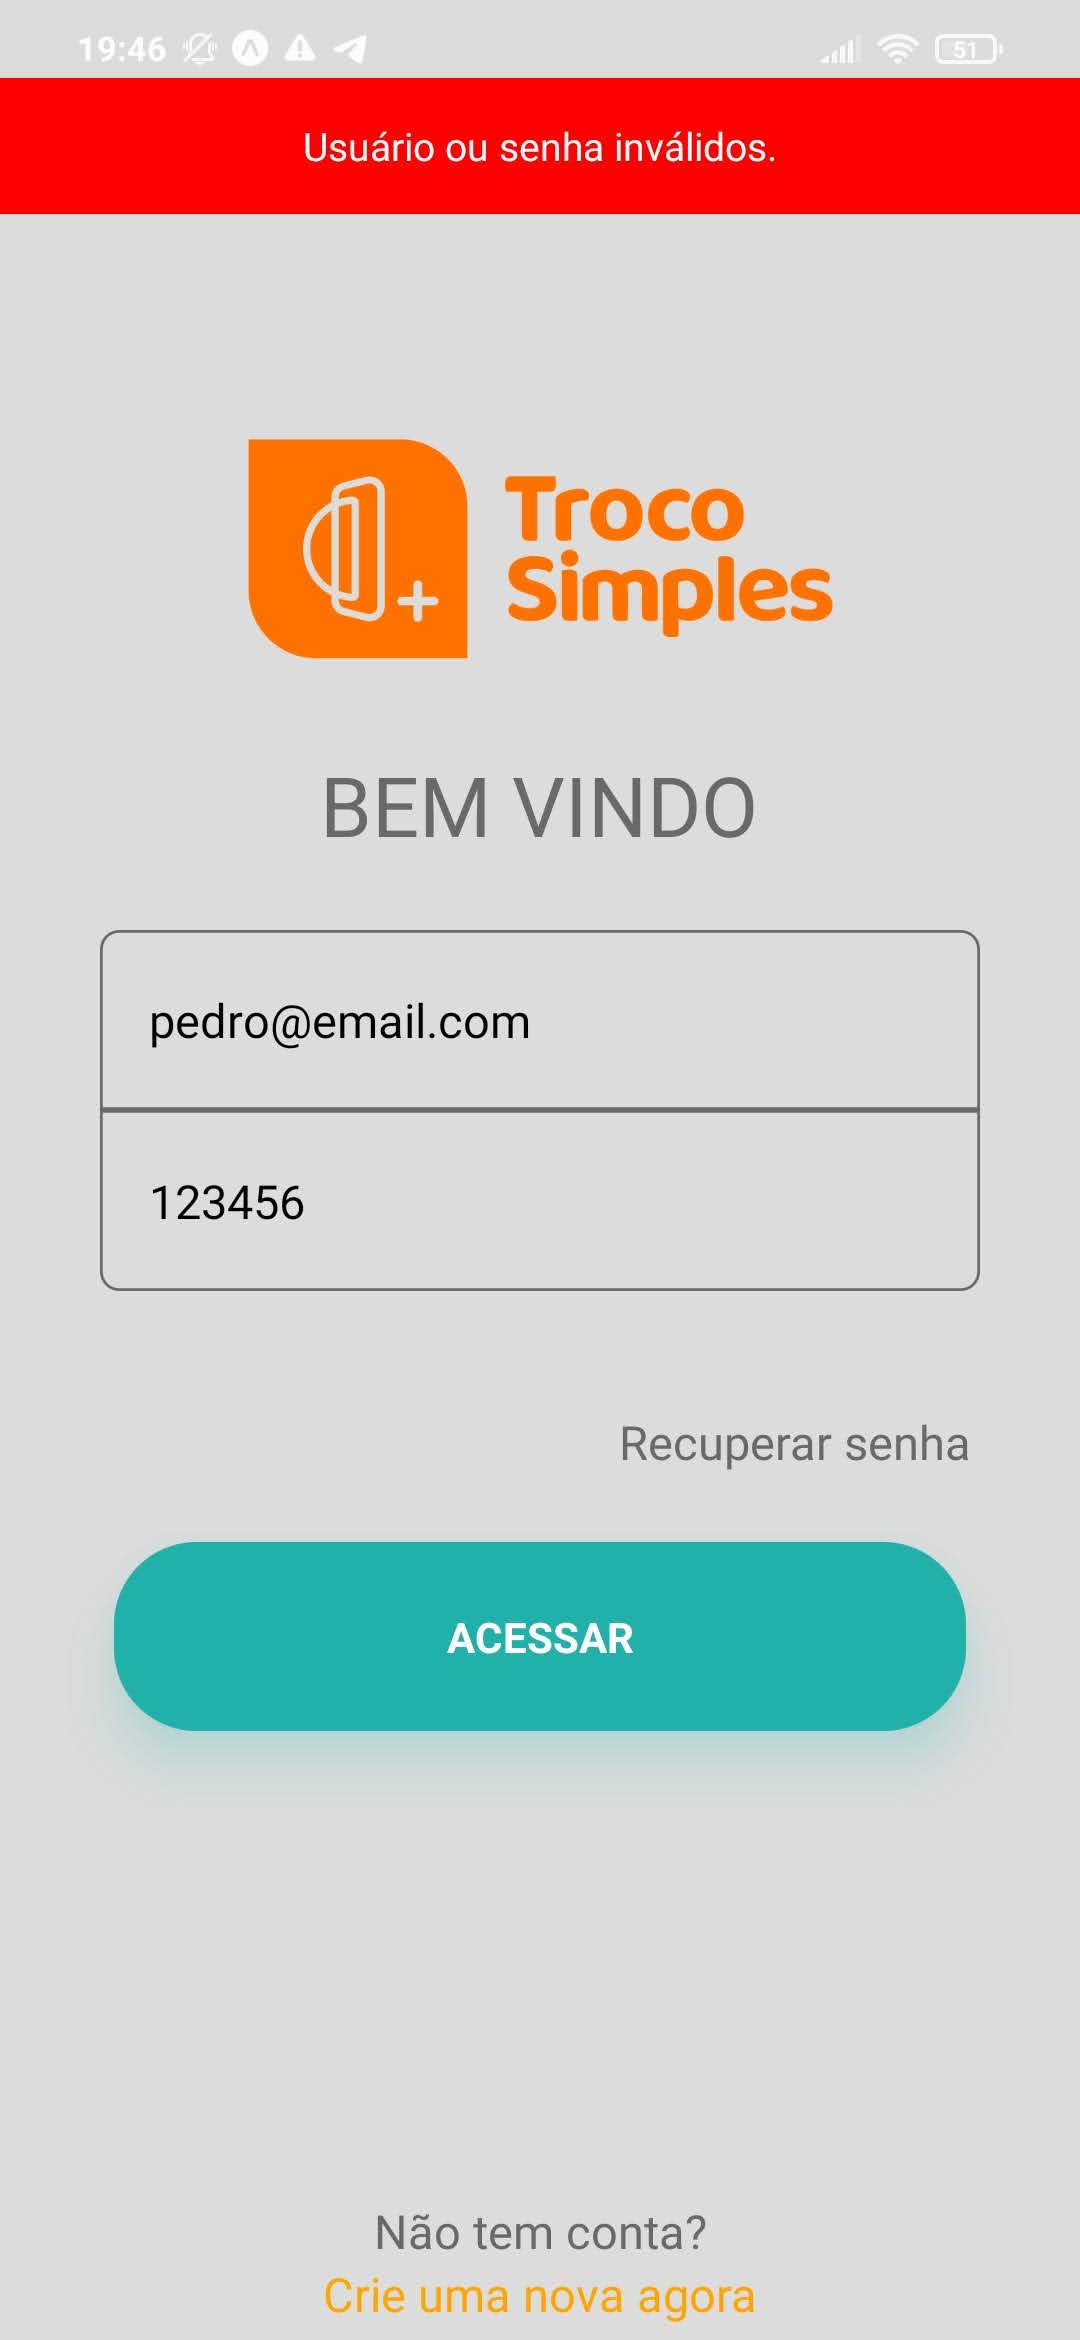 19:46
51
Usuário ou senha inválidos.
Troco
Simples
BEM VINDO
pedro@email.com
123456
Recuperar senha
ACESSAR
Não tem conta?
Crie uma nova agora